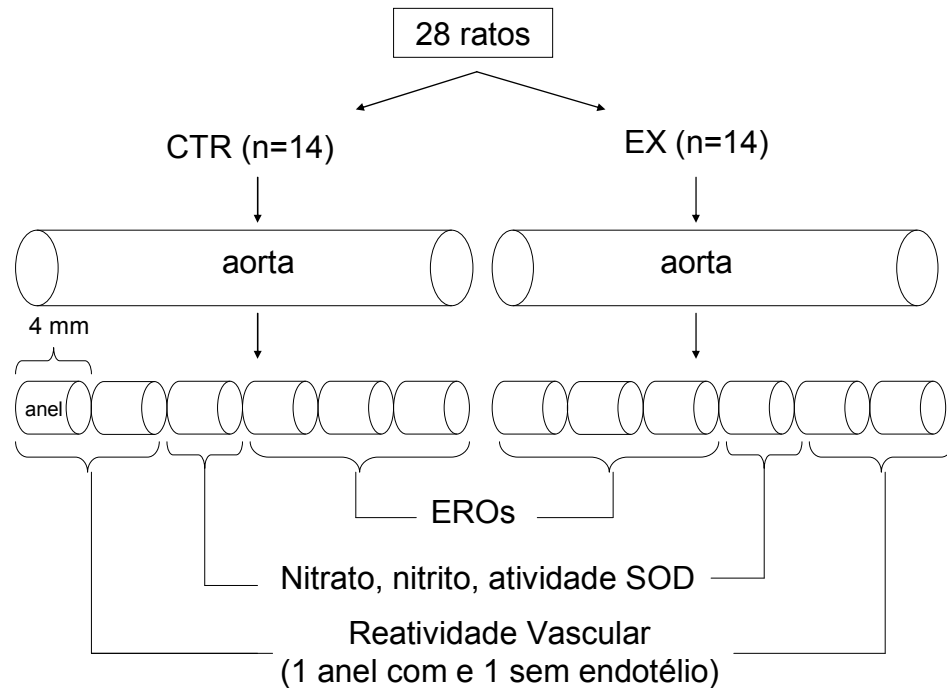 28 ratos
CTR (n=14)
EX (n=14)
aorta
aorta
4 mm
anel
EROs
Nitrato, nitrito, atividade SOD
Reatividade Vascular
(1 anel com e 1 sem endotélio)